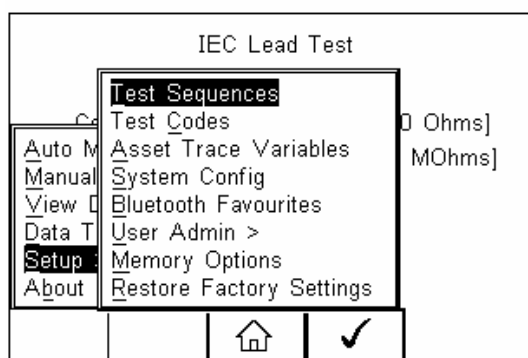 IEC Lead Test
Test Sequences
Test Codes
Asset Trace Variables
System Config
Bluetooth Favourites
User Admin >
Memory Options
Restore Factory Settings
Ohms]
MOhms]
Auto M
Manual
View D
Data T
Setup
About